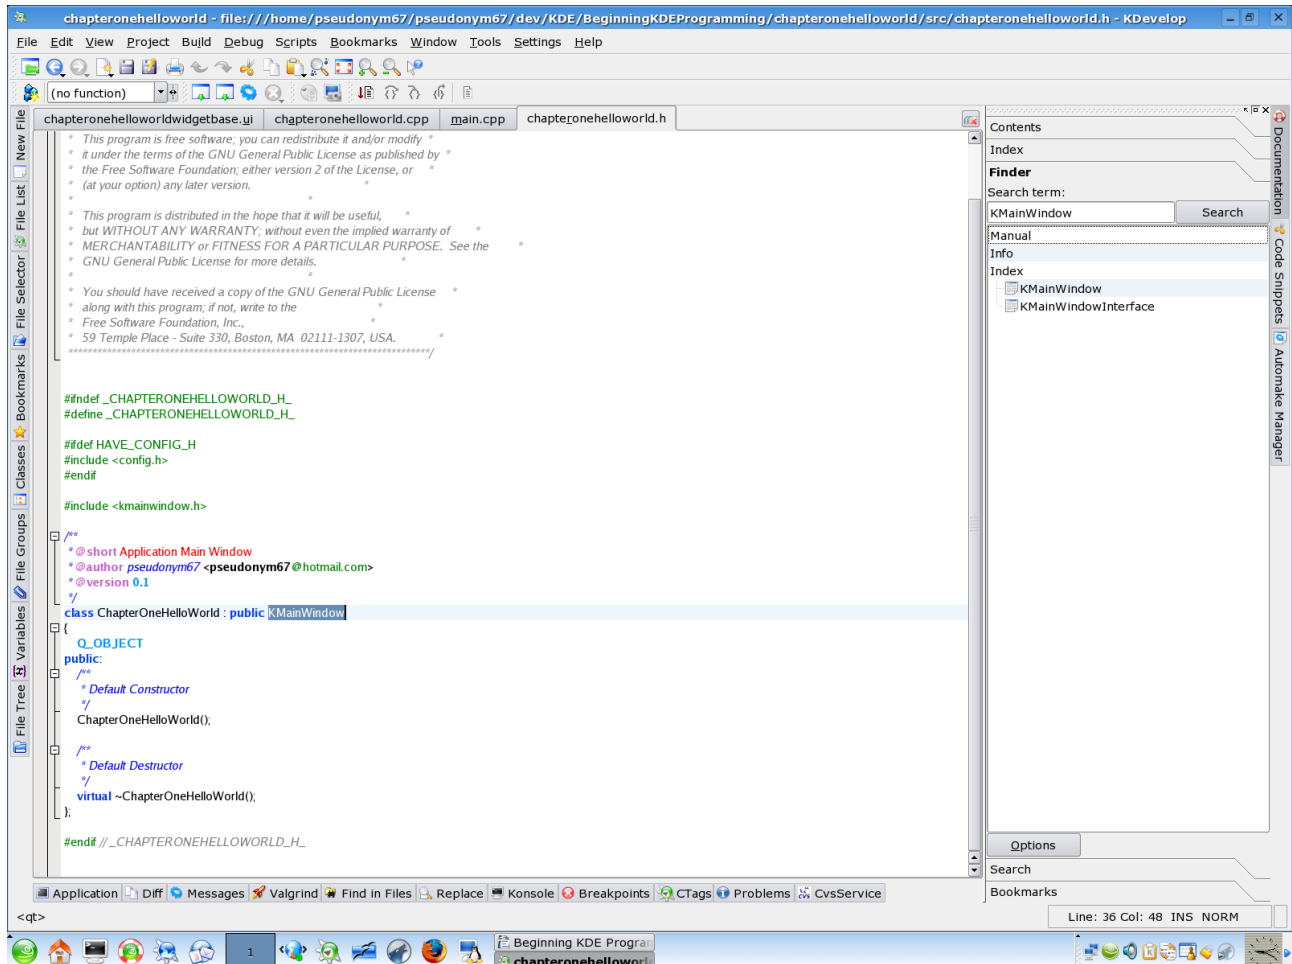 chapteronehelloworld - file:///home/pseudonym67/pseudonym67/dev/KDE/BeginningKDEProgramming/chapteronehelloworld/src/chapteronehelloworld.h - KDevelop
File Edit View Project Build Debug Scripts Bookmarks Window Tools Settings Help
(no function)
chapteronehelloworldwidgetbase.ui chapteronehelloworld.cpp main.cpp chapteronehelloworld.h
New File
File List
File Selector
Bookmarks
Classes
File Groups
Variables
File Tree
* This program is free software; you can redistribute it and/or modify *
* it under the terms of the GNU General Public License as published by *
* the Free Software Foundation; either version 2 of the License, or *
* (at your option) any later version. *
* *
* This program is distributed in the hope that it will be useful, *
* but WITHOUT ANY WARRANTY; without even the implied warranty of *
* MERCHANTABILITY or FITNESS FOR A PARTICULAR PURPOSE. See the *
* GNU General Public License for more details. *
* *
* You should have received a copy of the GNU General Public License *
* along with this program; if not, write to the *
* Free Software Foundation, Inc., *
* 59 Temple Place - Suite 330, Boston, MA 02111-1307, USA. *
***************************************************************************/
#ifndef _CHAPTERONEHELLOWORLD_H_
#define _CHAPTERONEHELLOWORLD_H_
#ifdef HAVE_CONFIG_H
#include <config.h>
#endif
#include <kmainwindow.h>
/**
* @short Application Main Window
* @author pseudonym67 <pseudonym67@hotmail.com>
* @version 0.1
*/
class ChapterOneHelloWorld : public KMainWindow
{
Q_OBJECT
public:
/**
* Default Constructor
*/
ChapterOneHelloWorld();
/**
* Default Destructor
*/
virtual ~ChapterOneHelloWorld();
};
#endif // _CHAPTERONEHELLOWORLD_H_
Contents
Index
Finder
Search term:
KMainWindow Search
Manual
Info
Index
KMainWindow
KMainWindowInterface
Options
Search
Bookmarks
Documentation
Code Snippets
Automake Manager
Application Diff Messages Valgrind Find in Files Replace Konsole Breakpoints CTags Problems CvsService
<qt> Line: 36 Col: 48 INS NORM
1
Beginning KDE Progran
chapteronehelloworl